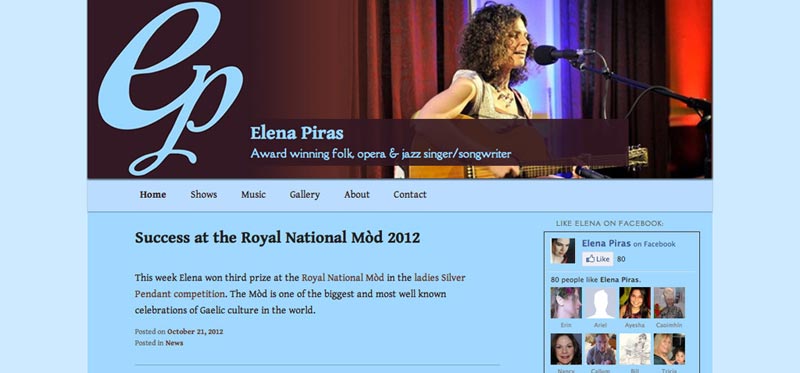 ep
Elena Piras
Award winning folk, opera & jazz singer/songwriter
Home Shows Music Gallery About Contact
Success at the Royal National Mòd 2012
This week Elena won third prize at the Royal National Mòd in the ladies Silver
Pendant competition. The Mòd is one of the biggest and most well known
celebrations of Gaelic culture in the world.
Posted on October 21, 2012
Posted in News
LIKE ELENA ON FACEBOOK:
Elena Piras on Facebook
Like 80
80 people like Elena Piras.
Erin Ariel Ayesha Caoimhín
Nancy Callum Bill Tricia